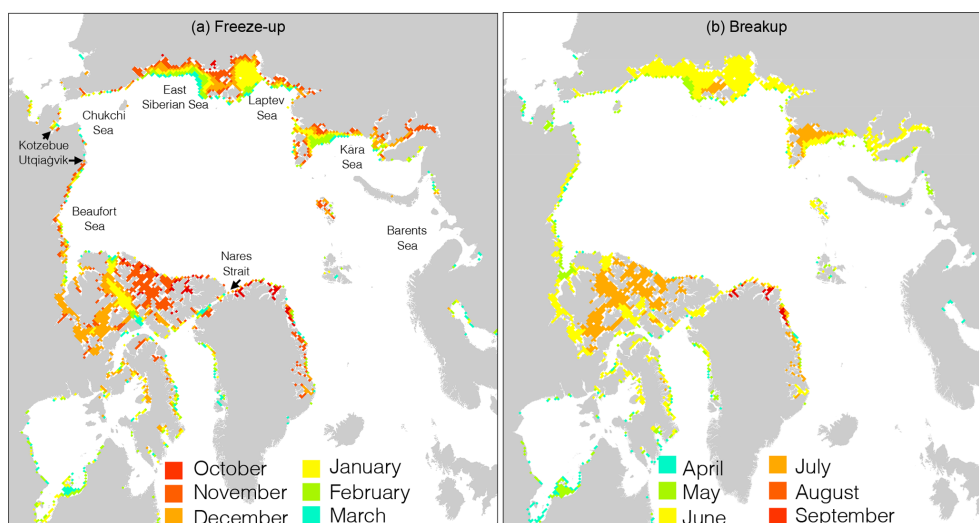 (a) Freeze-up
East
Siberian Sea
Laptev
Sea
Chukchi
Sea
Kotzebue
Utqiaġvik
Kara
Sea
Beaufort
Sea
Barents
Sea
Nares
Strait
October
November
December
January
February
March
(b) Breakup
April
May
June
July
August
September